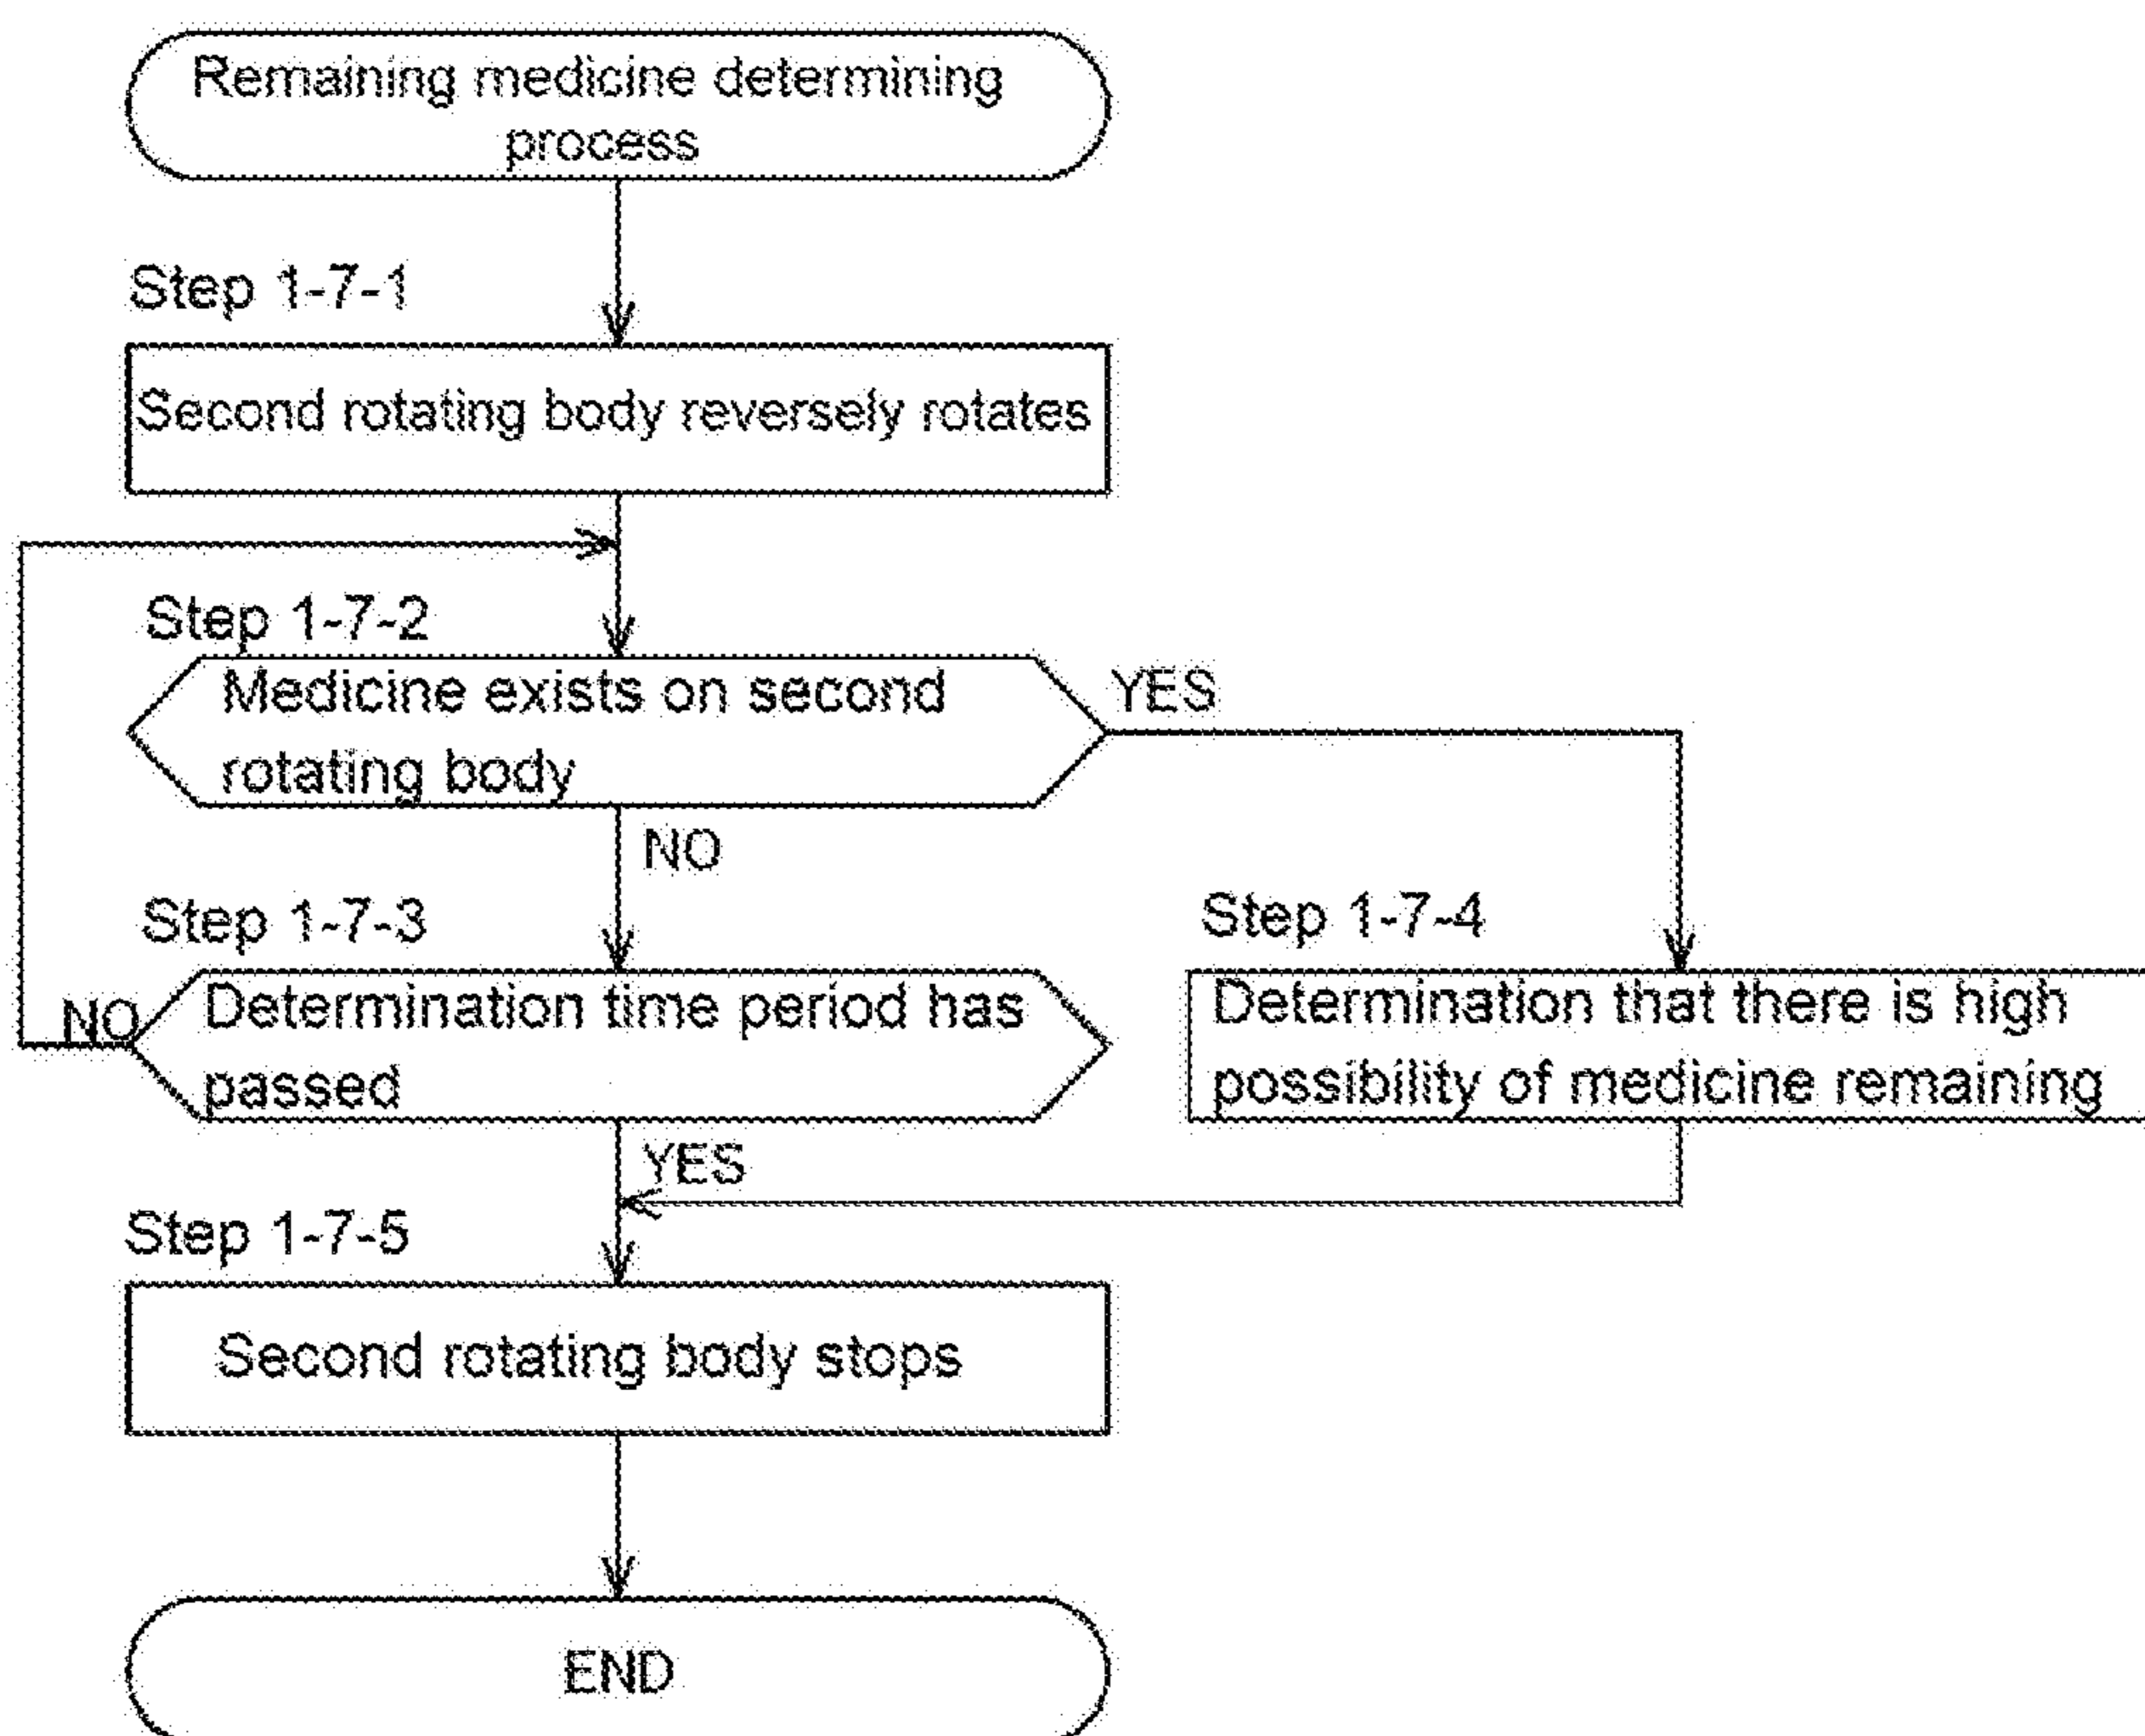 Remaining medicine determining
process
Step 1-7-1
Second rotating body reversely rotates
Step 1-7-2
Medicine exists on second
rotating body
YES
NO
Step 1-7-3
Determination time period has
passed
NO
YES
Step 1-7-4
Determination that there is high
possibility of medicine remaining
Step 1-7-5
Second rotating body stops
END